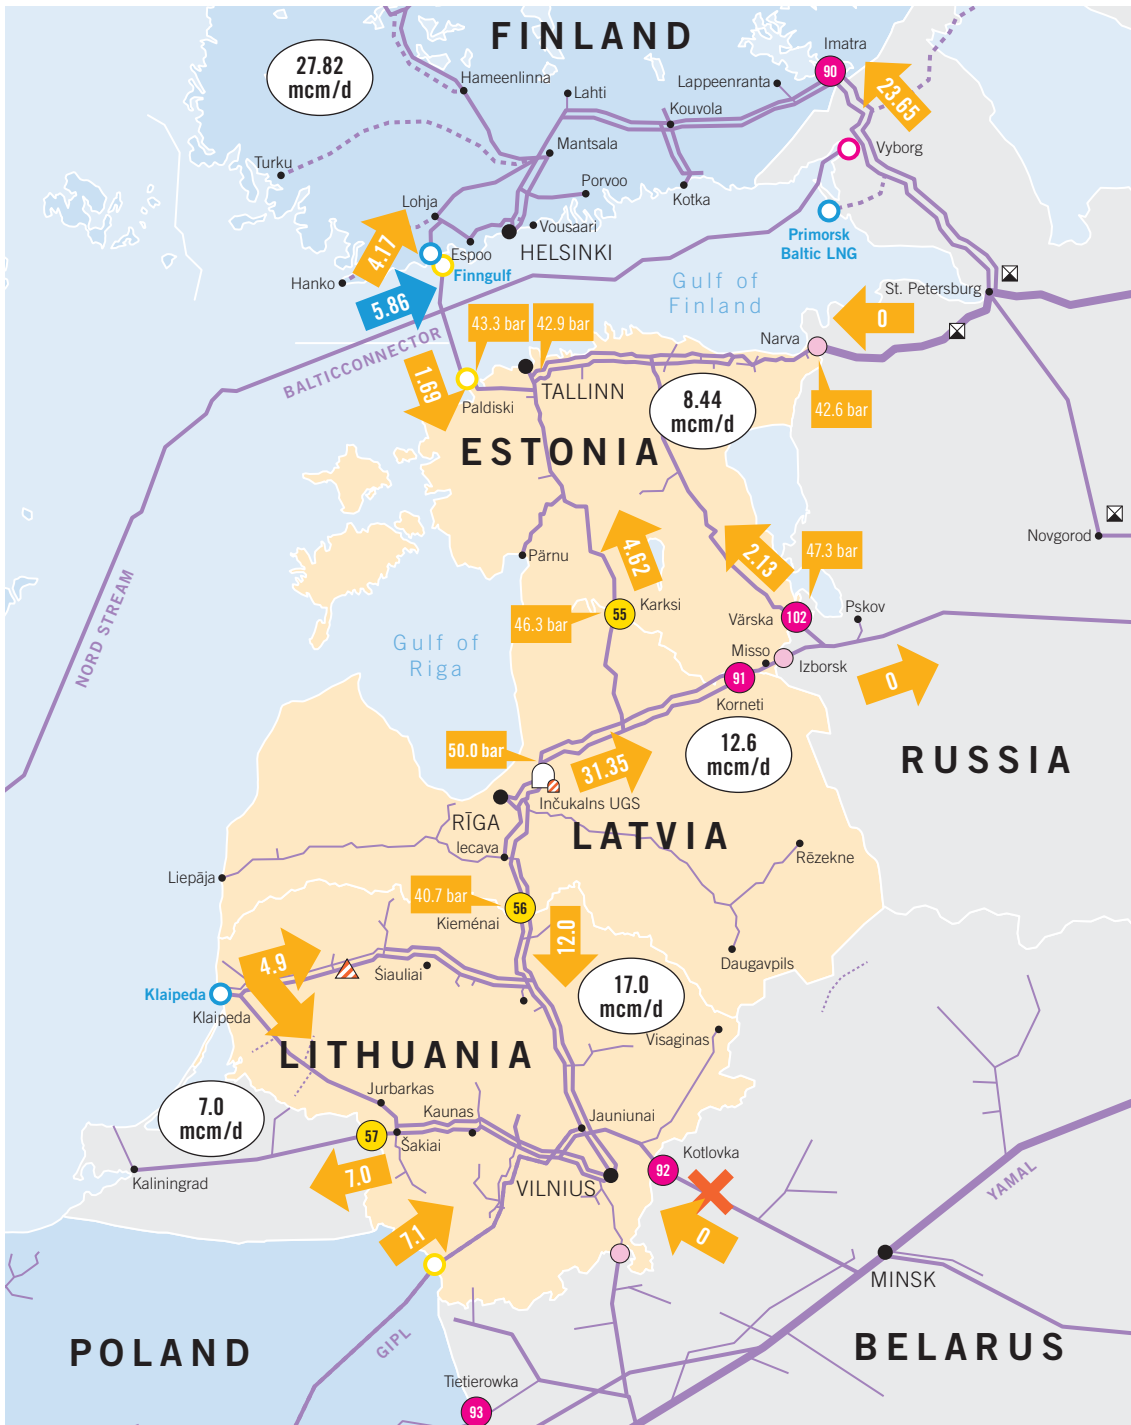 FINLAND
Imatra
90
27.82
mcm/d
Hameenlinna
Lappeenranta
23.65
Lahti
Kouvola
Mantsala
Vyborg
Turku
Porvoo
Kotka
Lohja
Vousaari
HELSINKI
Primorsk
Baltic LNG
4.17
Espoo
Finngulf
Hanko
Gulf of
Finland
St. Petersburg
5.86
43.3 bar
42.9 bar
0
Narva
BALTICCONNECTOR
1.69
TALLINN
Paldiski
8.44
mcm/d
42.6 bar
ESTONIA
Novgorod
4.62
2.13
47.3 bar
Pärnu
NORD STREAM
Karksi
55
46.3 bar
Värska
102
Pskov
Gulf of
Riga
Misso
Izborsk
91
0
Korneti
50.0 bar
12.6
mcm/d
31.35
RUSSIA
Inčukalns UGS
RĪGA
LATVIA
Iecava
Rēzekne
Liepāja
40.7 bar
56
Kieménai
12.0
4.9
Śiauliai
Daugavpils
Klaipeda
17.0
mcm/d
Klaipeda
Visaginas
LITHUANIA
Jurbarkas
7.0
mcm/d
Kaunas
Jauniunai
57
Šakiai
Kotlovka
92
Kaliningrad
7.0
VILNIUS
YAMAL
7.1
0
MINSK
POLAND
GIPL
BELARUS
Tietierowka
93